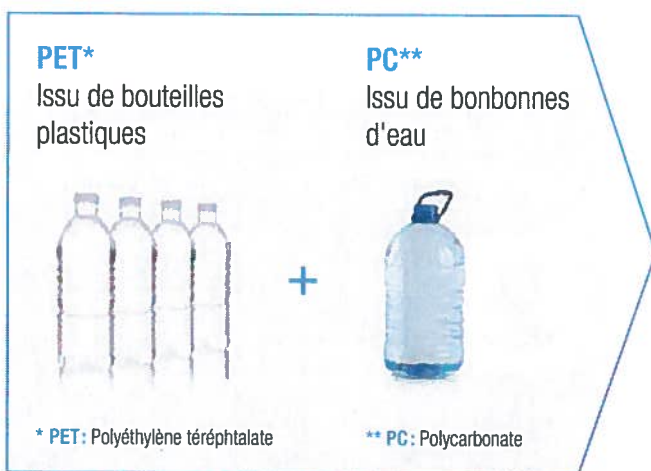 PET*
Issu de bouteilles
plastiques
PC**
Issu de bonbonnes
d'eau
+
* PET: Polyéthylène téréphtalate
** PC: Polycarbonate